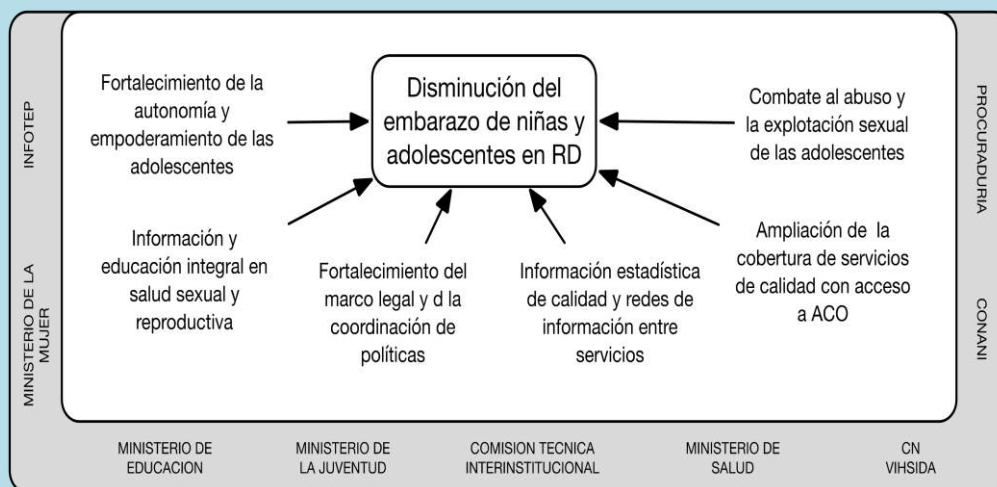 Disminución del
embarazo de niñas y
adolescentes en RD
Fortalecimiento de la
autonomía y
empoderamiento de las
adolescentes
Combate al abuso y
la explotación sexual
de las adolescentes
Información y
educación integral en
salud sexual y
reproductiva
Fortalecimiento del
marco legal y d la
coordinación de
políticas
Información estadística
de calidad y redes de
información entre
servicios
Ampliación de la
cobertura de servicios
de calidad con acceso
a ACO
INFOTEP
MINISTERIO DE LA
MUJER
PROCURADURIA
CONANI
MINISTERIO DE
EDUCACION
MINISTERIO DE
LA JUVENTUD
COMISION TECNICA
INTERINSTITUCIONAL
MINISTERIO DE
SALUD
CN
VIHSIDA